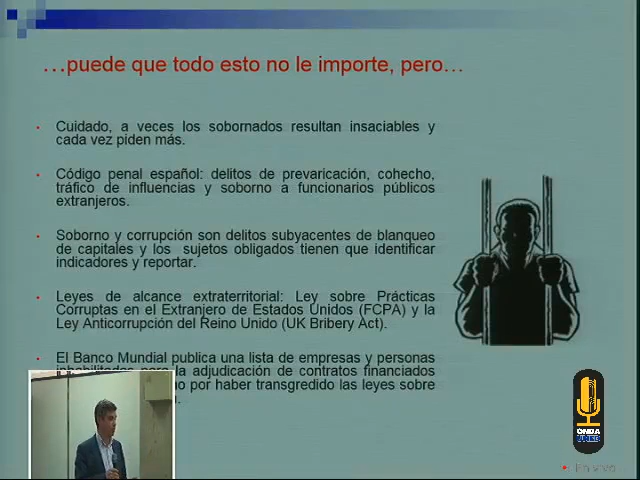 ...puede que todo esto no le importe, pero...
Cuidado, a veces los sobornados resultan insaciables y
cada vez piden más.
Código penal español: delitos de prevaricación, cohecho,
tráfico de influencias y soborno a funcionarios públicos
extranjeros.
Soborno y corrupción son delitos subyacentes de blanqueo
de capitales y los sujetos obligados tienen que identificar
indicadores y reportar.
Leyes de alcance extraterritorial: Ley sobre Prácticas
Corruptas en el Extranjero de Estados Unidos (FCPA) y la
Ley Anticorrupción del Reino Unido (UK Bribery Act).
El Banco Mundial publica una lista de empresas y personas
la adjudicación de contratos financiados
por haber transgredido las leyes sobre
ONDA
UNED
En vivo